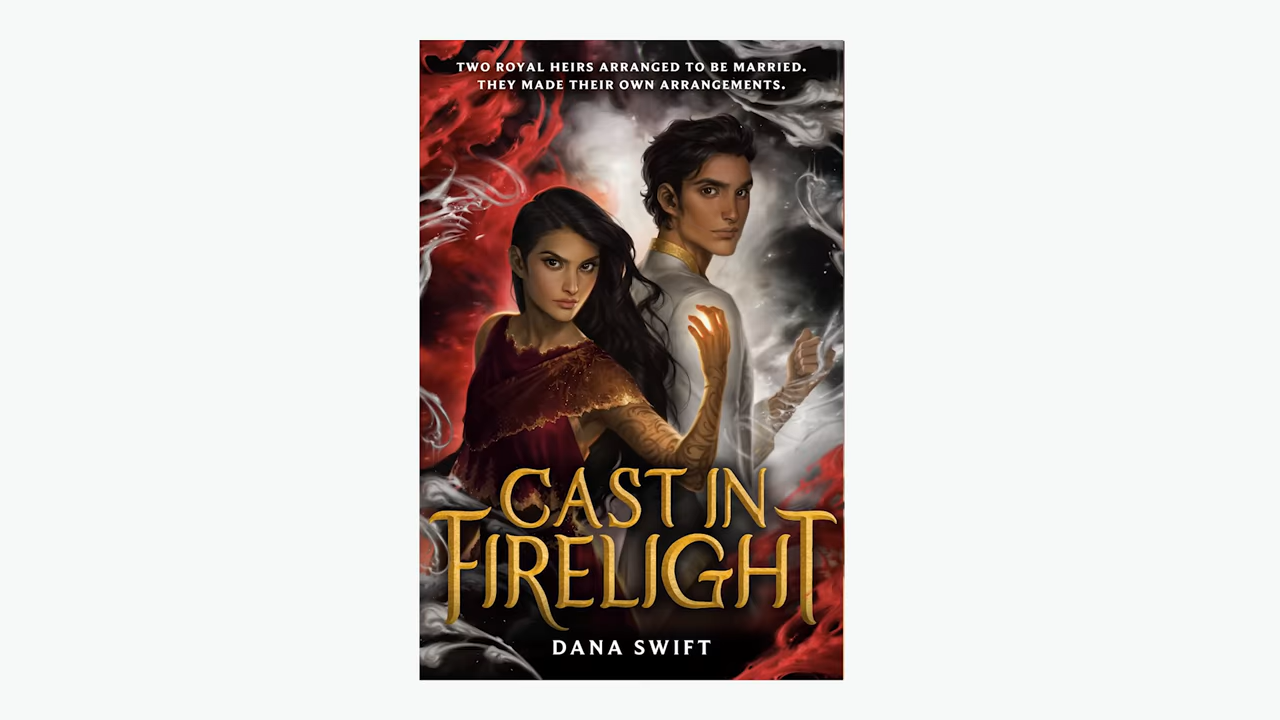 TWO ROYAL HEIRS ARRANGED TO BE MARRIED.
THEY MADE THEIR OWN ARRANGEMENTS.
CAST IN
FIRELIGHT
DANA SWIFT